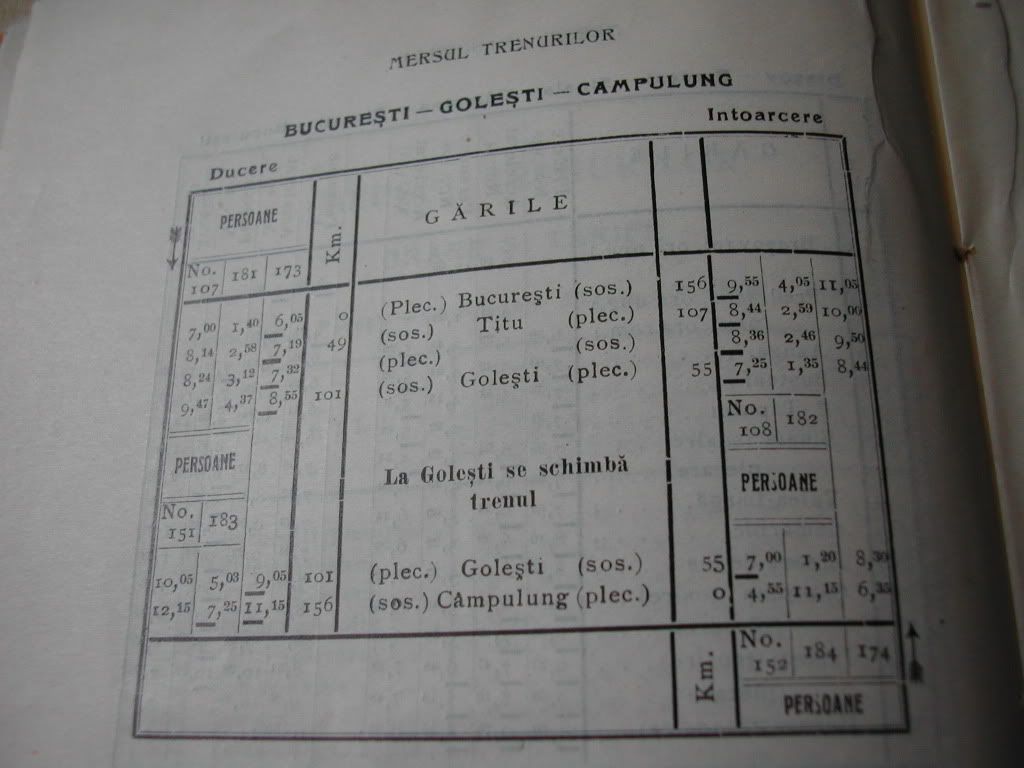 MERSUL TRENURILOR
BUCUREŞTI — GOLEŞTI — CAMPULUNG
Ducere Intoarcere
PERSOANE Km. GĂRILE
No. 107 181 173
7,00 1,40 6,05 0 (Plec.) Bucureşti (sos.) 156 9,55 4,05 11,05
8,14 2,58 7,19 49 (sos.) Titu (plec.) 107 8,44 2,59 10,00
8,24 3,12 7,32 (plec.) (sos.) 8,36 2,46 9,50
9,47 4,37 8,55 101 (sos.) Goleşti (plec.) 55 7,25 1,35 8,44
No. 108 182
PERSOANE La Goleşti se schimbă PERSOANE
trenul
No. 151 183
10,05 5,03 9,05 101 (plec.) Goleşti (sos.) 55 7,00 1,20 8,30
12,15 7,25 11,15 156 (sos.) Câmpulung (plec.) 0 4,55 11,15 6,35
Km. No. 152 184 174
PERSOANE